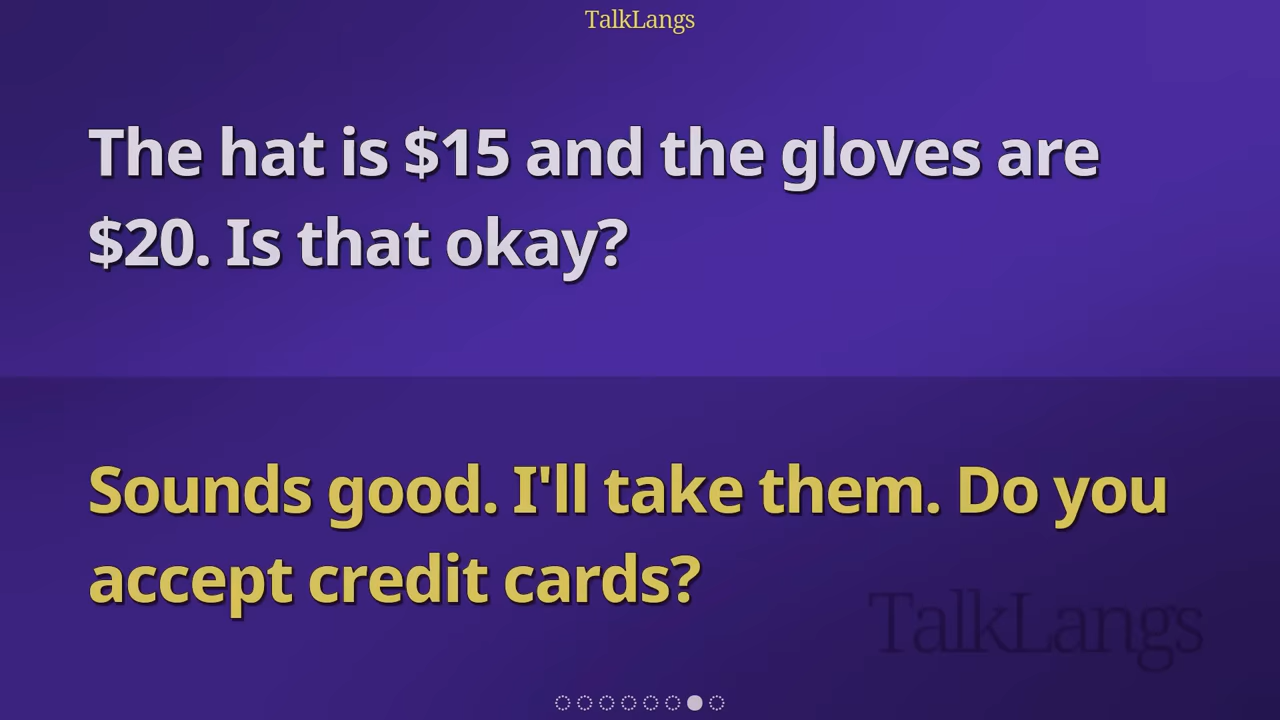 TalkLangs
The hat is $15 and the gloves are
$20. Is that okay?
Sounds good. I'll take them. Do you
accept credit cards?
TalkLangs